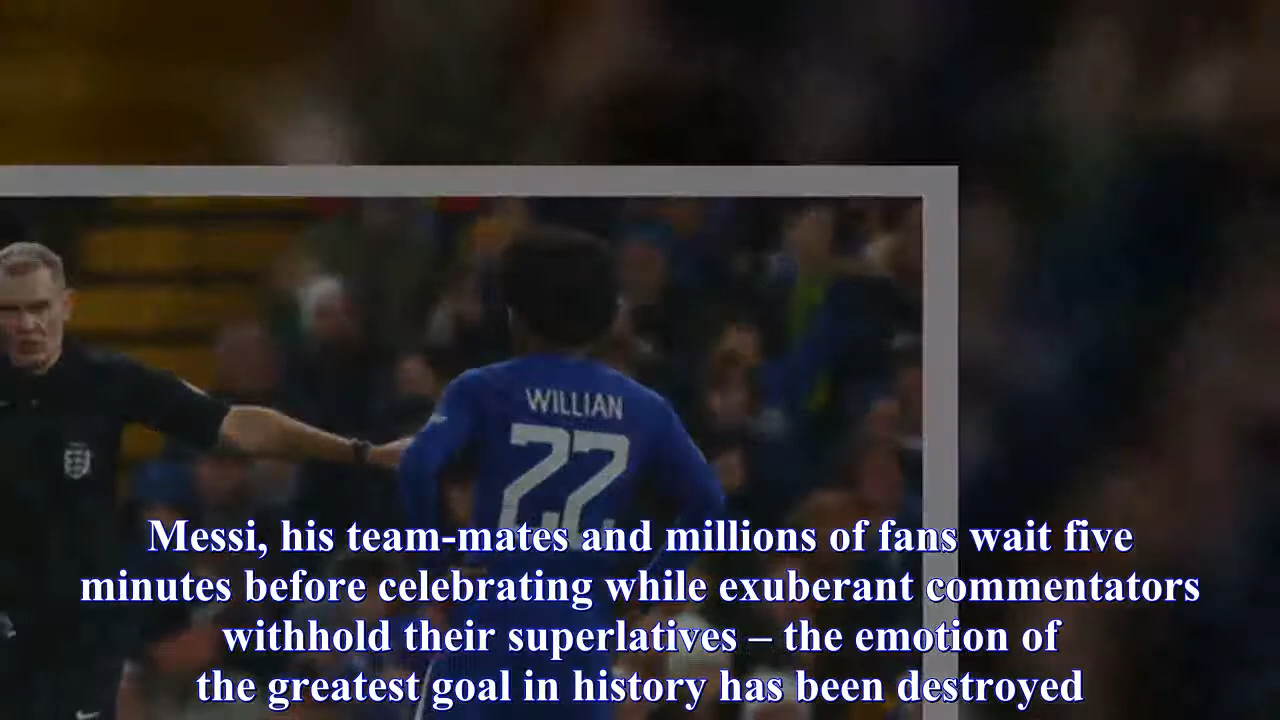 WILLIAN
22
Messi, his team-mates and millions of fans wait five
minutes before celebrating while exuberant commentators
withhold their superlatives – the emotion of
the greatest goal in history has been destroyed